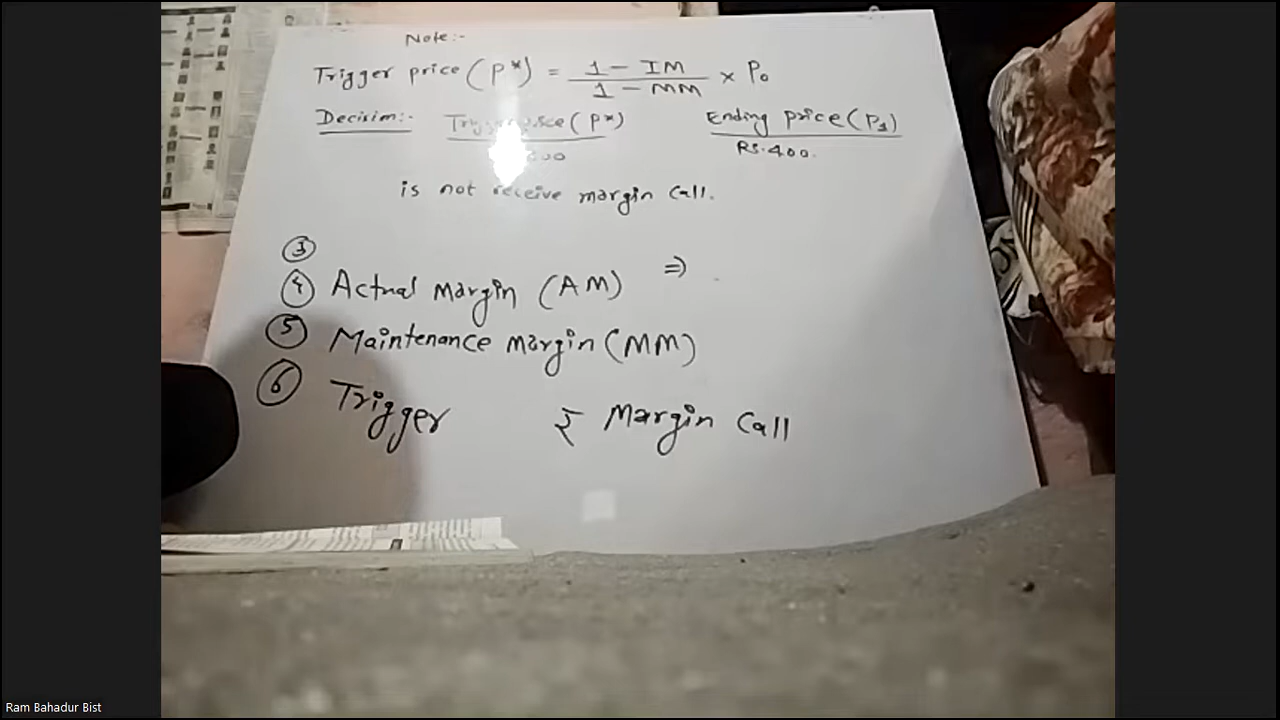 Note:-
Trigger price (P*) = 1 - IM / 1 - MM × P₀
Decision:- price (P*) Ending price (P₁)
Rs. 400.
is not receive margin call.
③
④ Actual Margin (AM) ⇒
⑤ Maintenance Margin (MM)
⑥ Trigger ₹ Margin Call
Ram Bahadur Bist